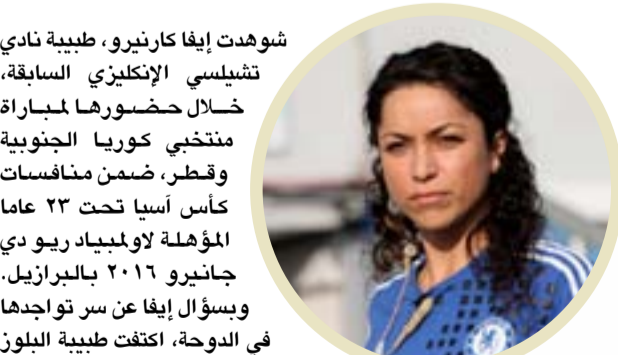 شوهدت إيفا كارنيرو، طبيبة نادي
تشيلسي الإنكليزي السابقة،
خلال حضورها لمباراة
منتخبي كوريا الجنوبية
وقطر، ضمن منافسات
كأس آسيا تحت ٢٣ عاما
المؤهلة لاولمبياد ريو دي
جانيرو ٢٠١٦ بالبرازيل.
وبسؤال إيفا عن سر تواجدها
في الدوحة، اكتفت طبيبة البلوز